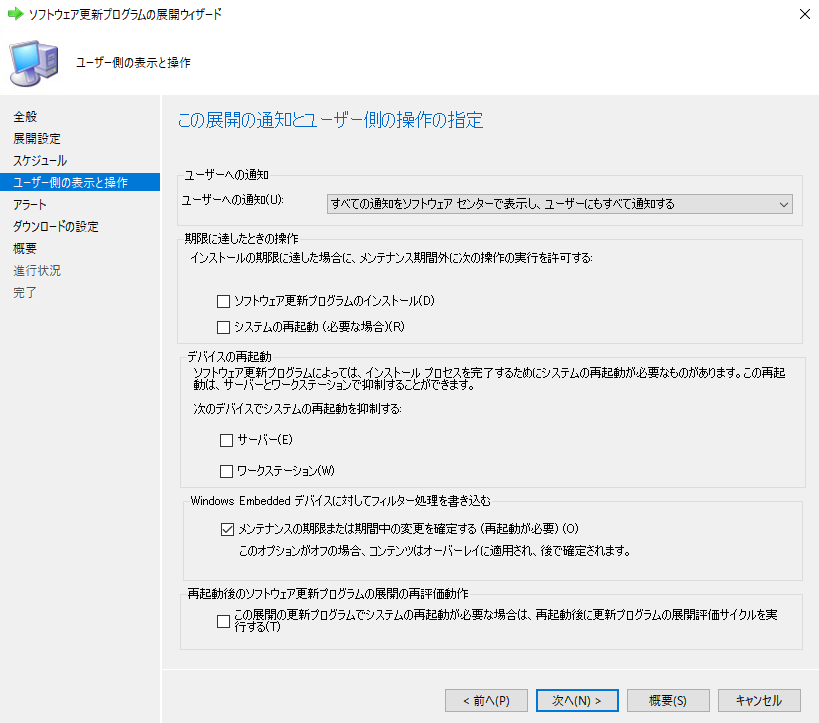 ソフトウェア更新プログラムの展開ウィザード
ユーザー側の表示と操作
全般
展開設定
スケジュール
ユーザー側の表示と操作
アラート
ダウンロードの設定
概要
進行状況
完了
この展開の通知とユーザー側の操作の指定
ユーザーへの通知
ユーザーへの通知(U):
すべての通知をソフトウェア センターで表示し、ユーザーにもすべて通知する
期限に達したときの操作
インストールの期限に達した場合に、メンテナンス期間外に次の操作の実行を許可する:
ソフトウェア更新プログラムのインストール(D)
システムの再起動 (必要な場合)(R)
デバイスの再起動
ソフトウェア更新プログラムによっては、インストール プロセスを完了するためにシステムの再起動が必要なものがあります。この再起
動は、サーバーとワークステーションで抑制することができます。
次のデバイスでシステムの再起動を抑制する:
サーバー(E)
ワークステーション(W)
Windows Embedded デバイスに対してフィルター処理を書き込む
メンテナンスの期限または期間中の変更を確定する (再起動が必要) (O)
このオプションがオフの場合、コンテンツはオーバーレイに適用され、後で確定されます。
再起動後のソフトウェア更新プログラムの展開の再評価動作
この展開の更新プログラムでシステムの再起動が必要な場合は、再起動後に更新プログラムの展開評価サイクルを実
行する(T)
< 前へ(P)
次へ(N) >
概要(S)
キャンセル